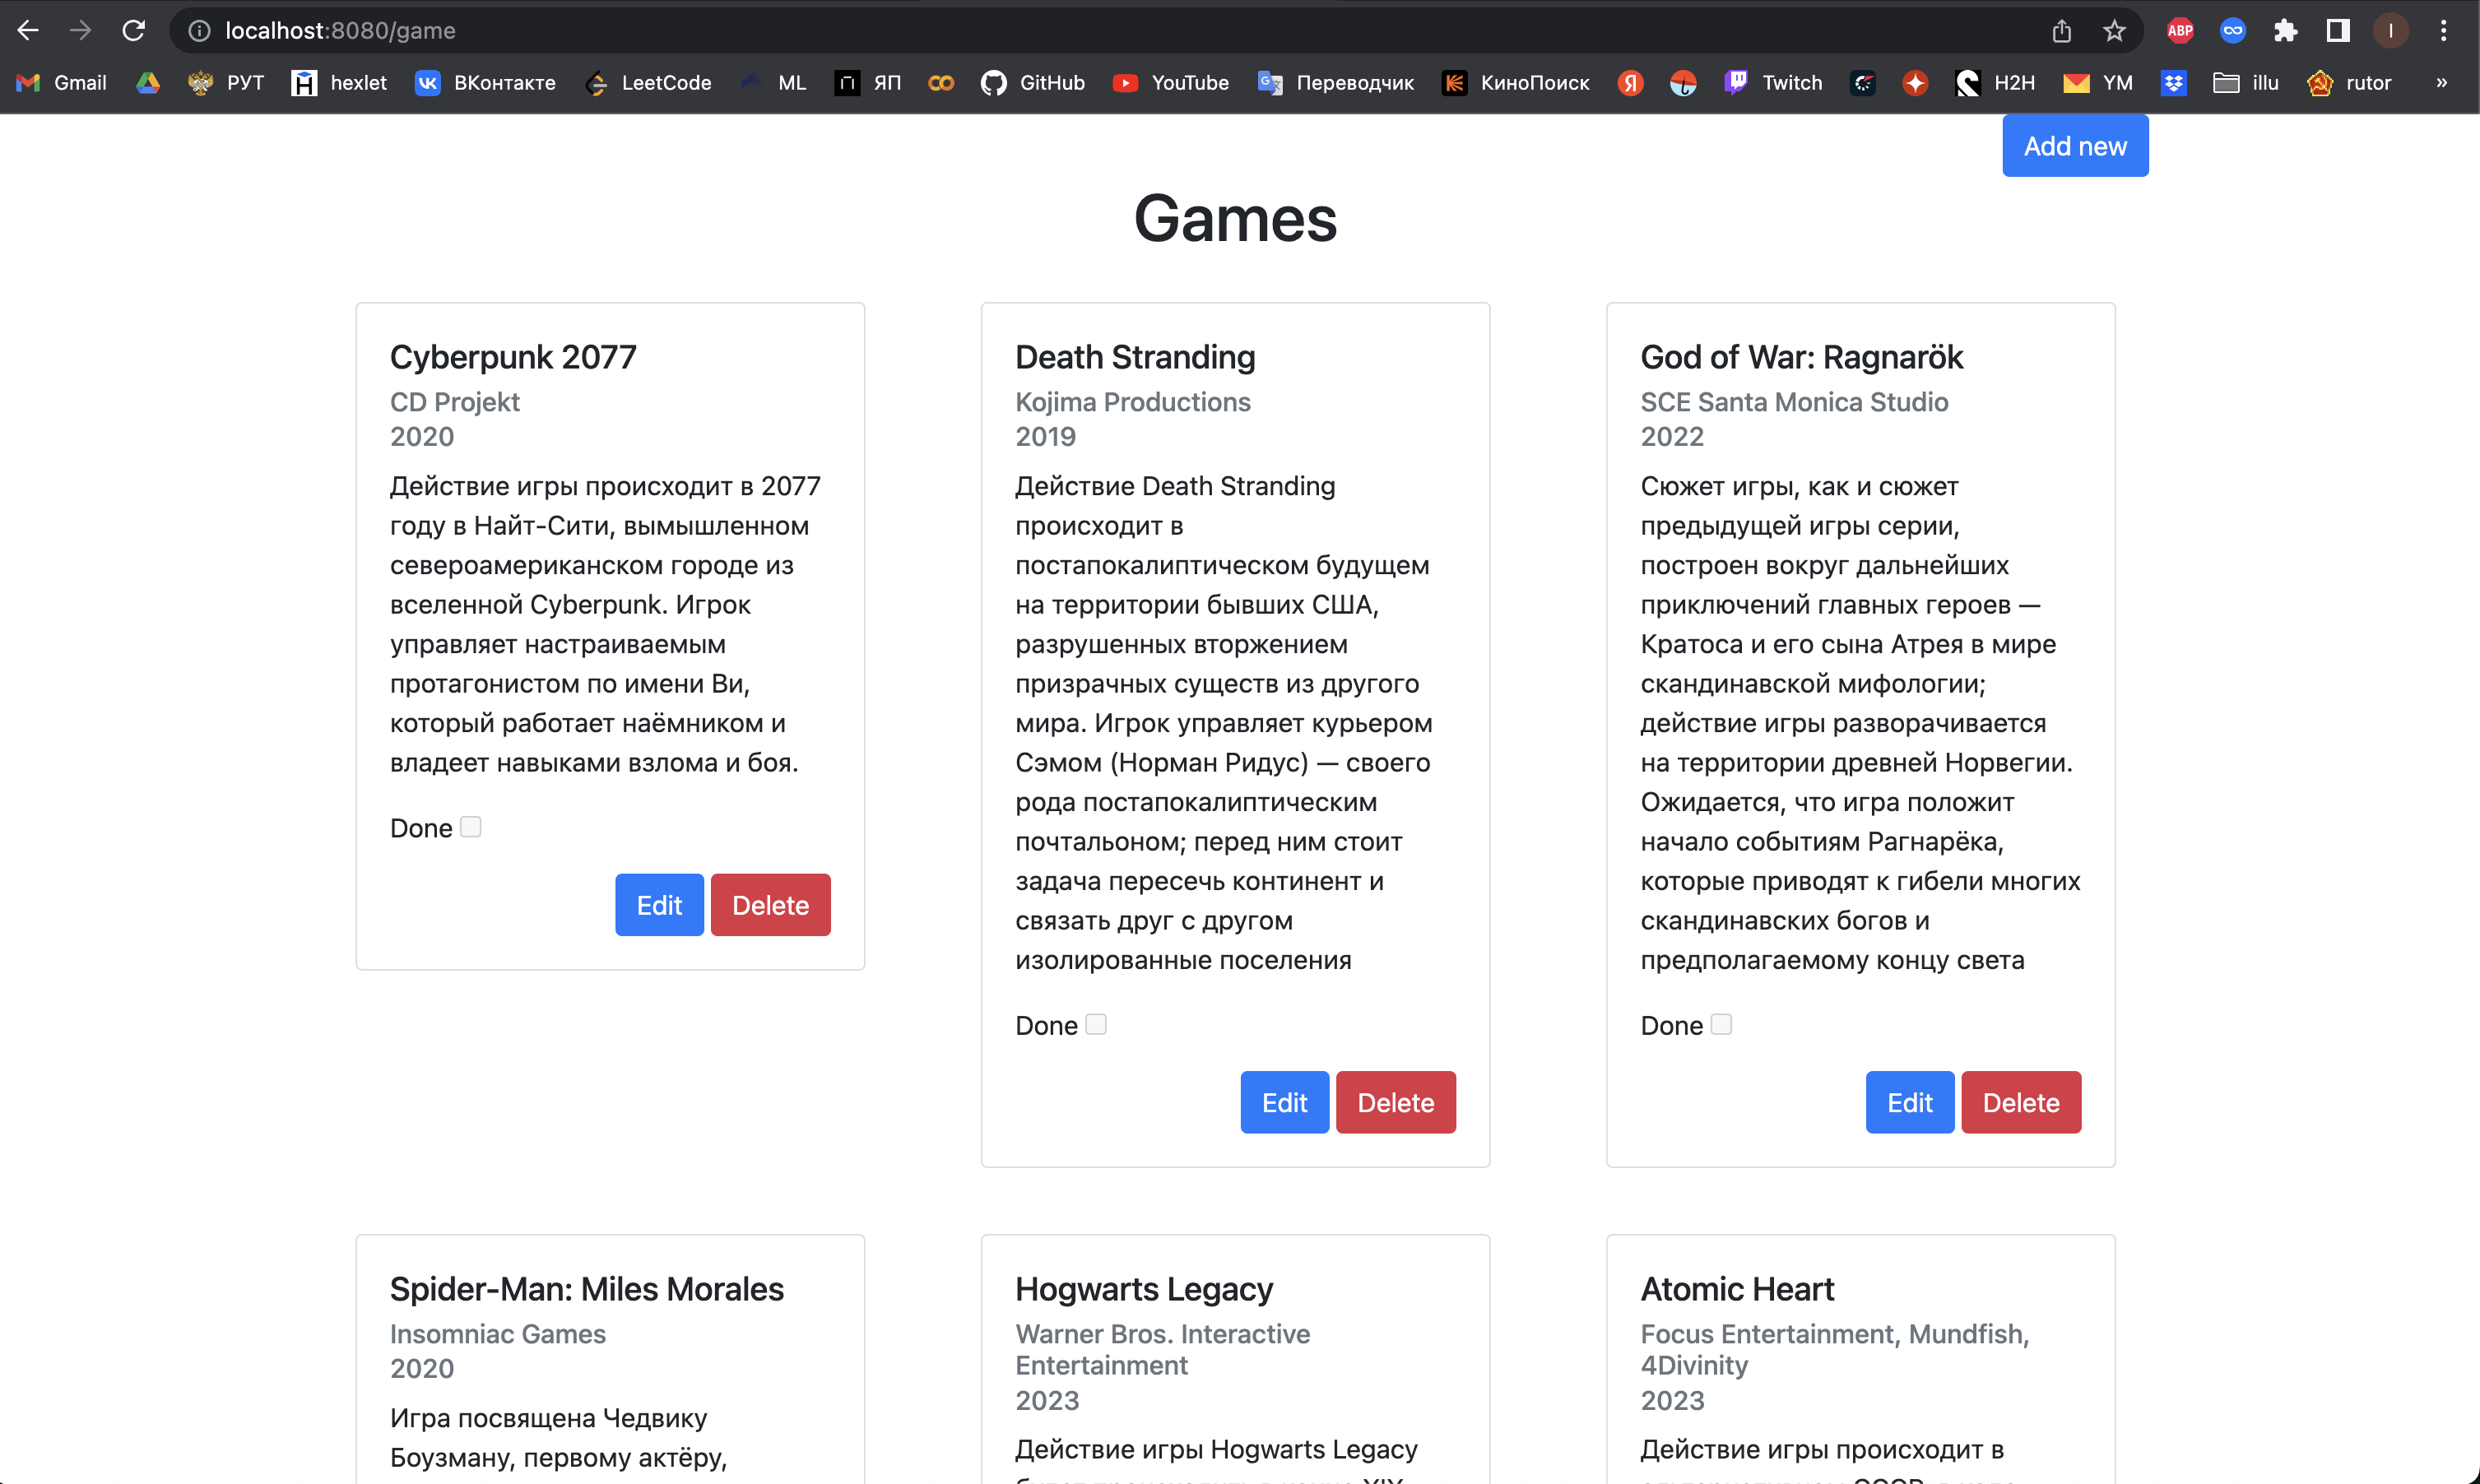 localhost:8080/game
ABP
I
Gmail
РУТ
hexlet
ВКонтакте
LeetCode
ML
ЯП
GitHub
YouTube
Переводчик
КиноПоиск
Twitch
H2H
YM
illu
rutor
»
Add new
Games
Cyberpunk 2077
CD Projekt
2020
Действие игры происходит в 2077
году в Найт-Сити, вымышленном
североамериканском городе из
вселенной Cyberpunk. Игрок
управляет настраиваемым
протагонистом по имени Ви,
который работает наёмником и
владеет навыками взлома и боя.
Done
Edit
Delete
Death Stranding
Kojima Productions
2019
Действие Death Stranding
происходит в
постапокалиптическом будущем
на территории бывших США,
разрушенных вторжением
призрачных существ из другого
мира. Игрок управляет курьером
Сэмом (Норман Ридус) — своего
рода постапокалиптическим
почтальоном; перед ним стоит
задача пересечь континент и
связать друг с другом
изолированные поселения
Done
Edit
Delete
God of War: Ragnarök
SCE Santa Monica Studio
2022
Сюжет игры, как и сюжет
предыдущей игры серии,
построен вокруг дальнейших
приключений главных героев —
Кратоса и его сына Атрея в мире
скандинавской мифологии;
действие игры разворачивается
на территории древней Норвегии.
Ожидается, что игра положит
начало событиям Рагнарёка,
которые приводят к гибели многих
скандинавских богов и
предполагаемому концу света
Done
Edit
Delete
Spider-Man: Miles Morales
Insomniac Games
2020
Игра посвящена Чедвику
Боузману, первому актёру,
Hogwarts Legacy
Warner Bros. Interactive
Entertainment
2023
Действие игры Hogwarts Legacy
Atomic Heart
Focus Entertainment, Mundfish,
4Divinity
2023
Действие игры происходит в